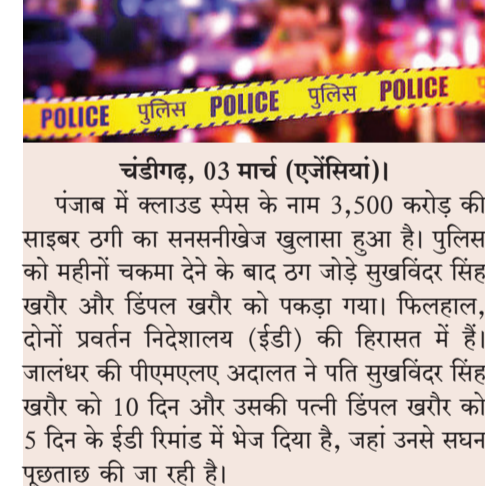 POLICE पुलिस POLICE पुलिस POLICE
चंडीगढ़, 03 मार्च (एजेंसियां)।
पंजाब में क्लाउड स्पेस के नाम 3,500 करोड़ की
साइबर ठगी का सनसनीखेज खुलासा हुआ है। पुलिस
को महीनों चकमा देने के बाद ठग जोड़े सुखविंदर सिंह
खरौर और डिंपल खरौर को पकड़ा गया। फिलहाल,
दोनों प्रवर्तन निदेशालय (ईडी) की हिरासत में हैं।
जालंधर की पीएमएलए अदालत ने पति सुखविंदर सिंह
खरौर को 10 दिन और उसकी पत्नी डिंपल खरौर को
5 दिन के ईडी रिमांड में भेज दिया है, जहां उनसे सघन
पूछताछ की जा रही है।